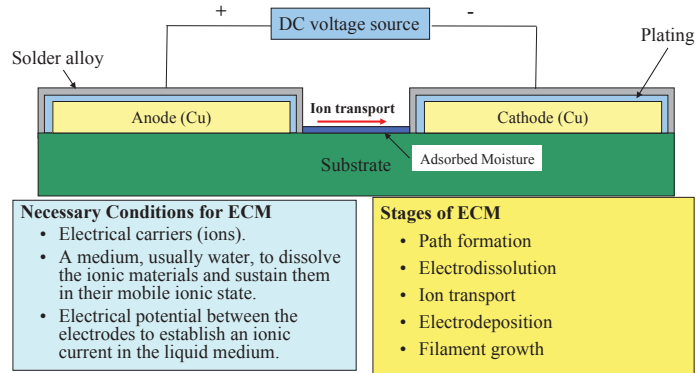 +
DC voltage source
-
Solder alloy
Plating
Ion transport
Anode (Cu)
Cathode (Cu)
Substrate
Adsorbed Moisture
Necessary Conditions for ECM
• Electrical carriers (ions).
• A medium, usually water, to dissolve
the ionic materials and sustain them
in their mobile ionic state.
• Electrical potential between the
electrodes to establish an ionic
current in the liquid medium.
Stages of ECM
• Path formation
• Electrodissolution
• Ion transport
• Electrodeposition
• Filament growth